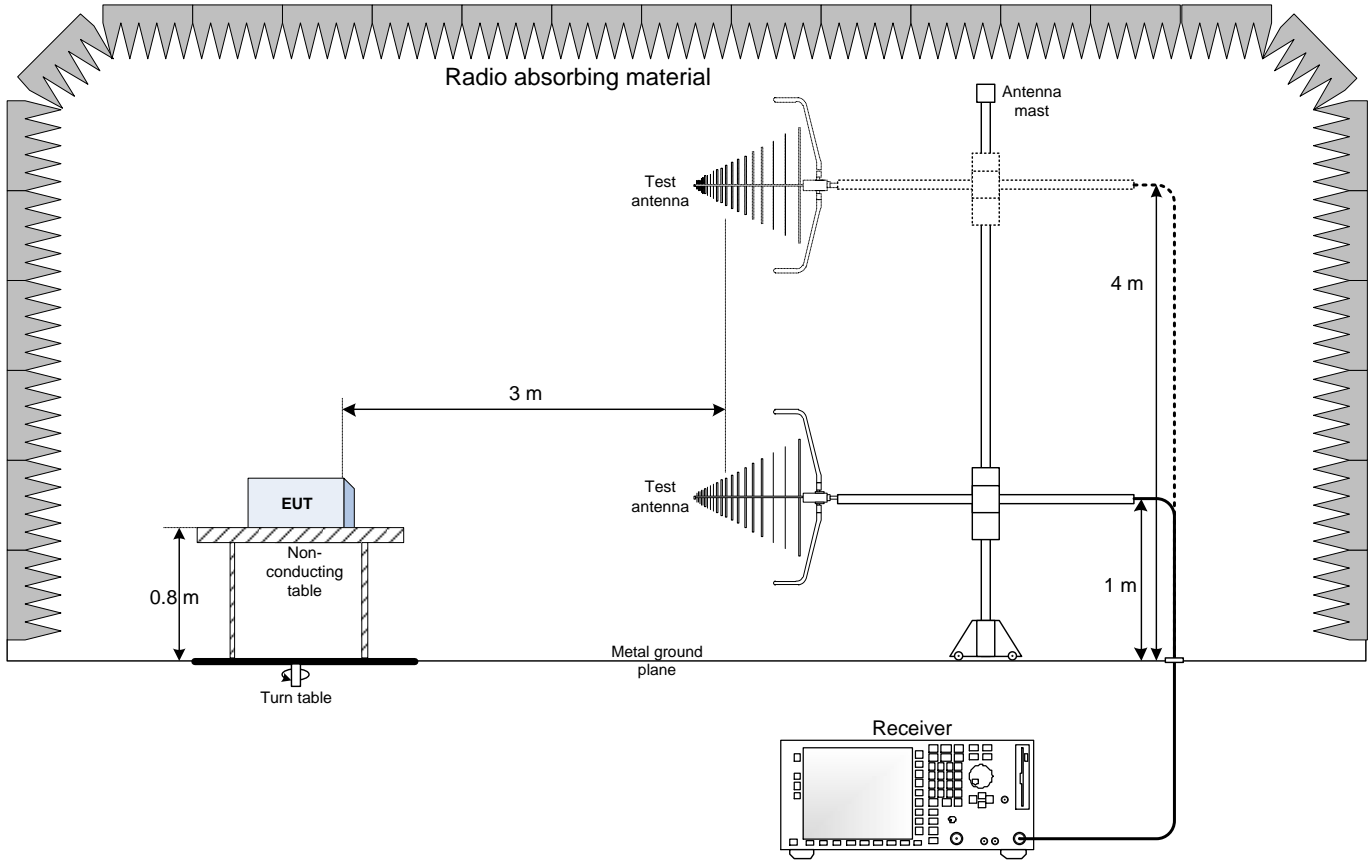 Radio absorbing material
Antenna
mast
Test
antenna
4 m
3 m
Test
antenna
EUT
Non-
conducting
table
0.8 m
1 m
Metal ground
plane
Turn table
Receiver